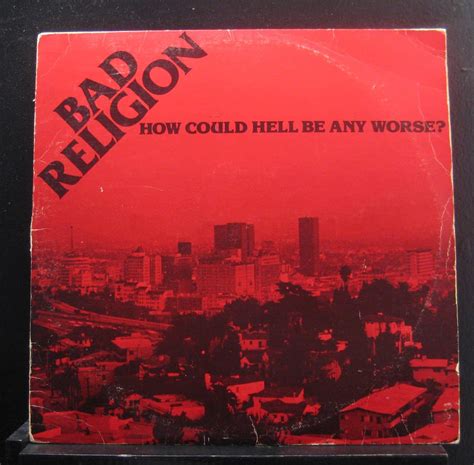 BAD
RELIGION
HOW COULD HELL BE ANY WORSE?